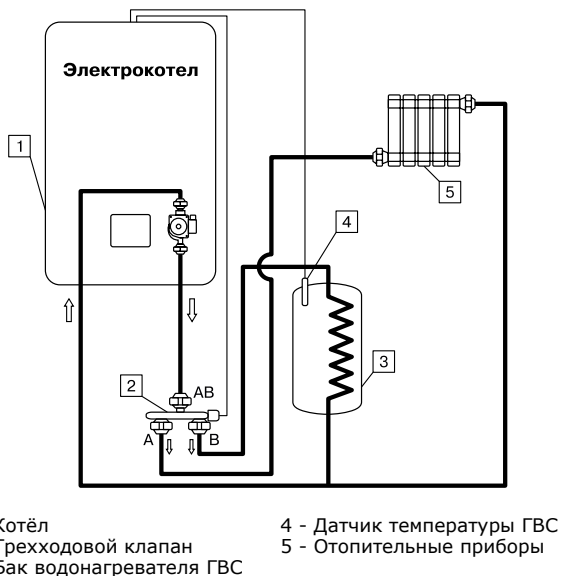 Электрокотел
1
5
4
3
2
AB
A
B
Котёл
4 - Датчик температуры ГВС
Трехходовой клапан
5 - Отопительные приборы
Бак водонагревателя ГВС